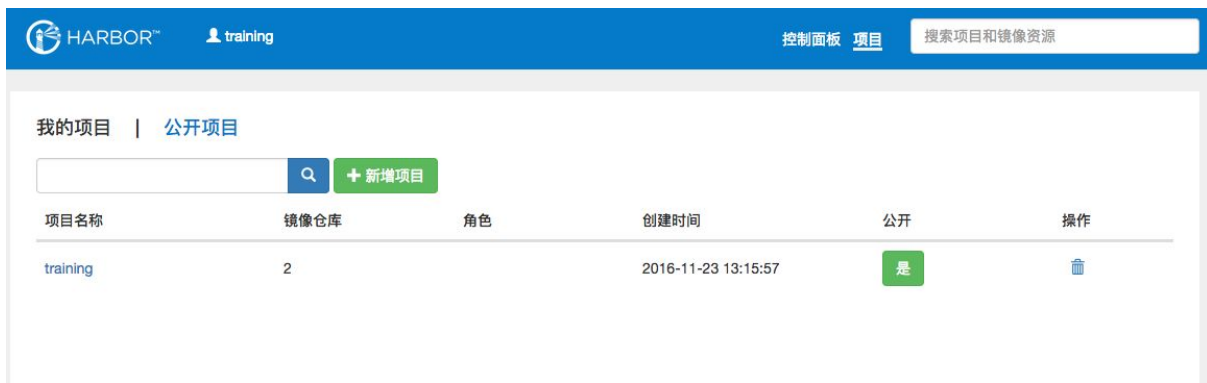 HARBOR™ training 控制面板 项目 搜索项目和镜像资源
我的项目 | 公开项目
新增项目
项目名称 镜像仓库 角色 创建时间 公开 操作
training 2 2016-11-23 13:15:57 是